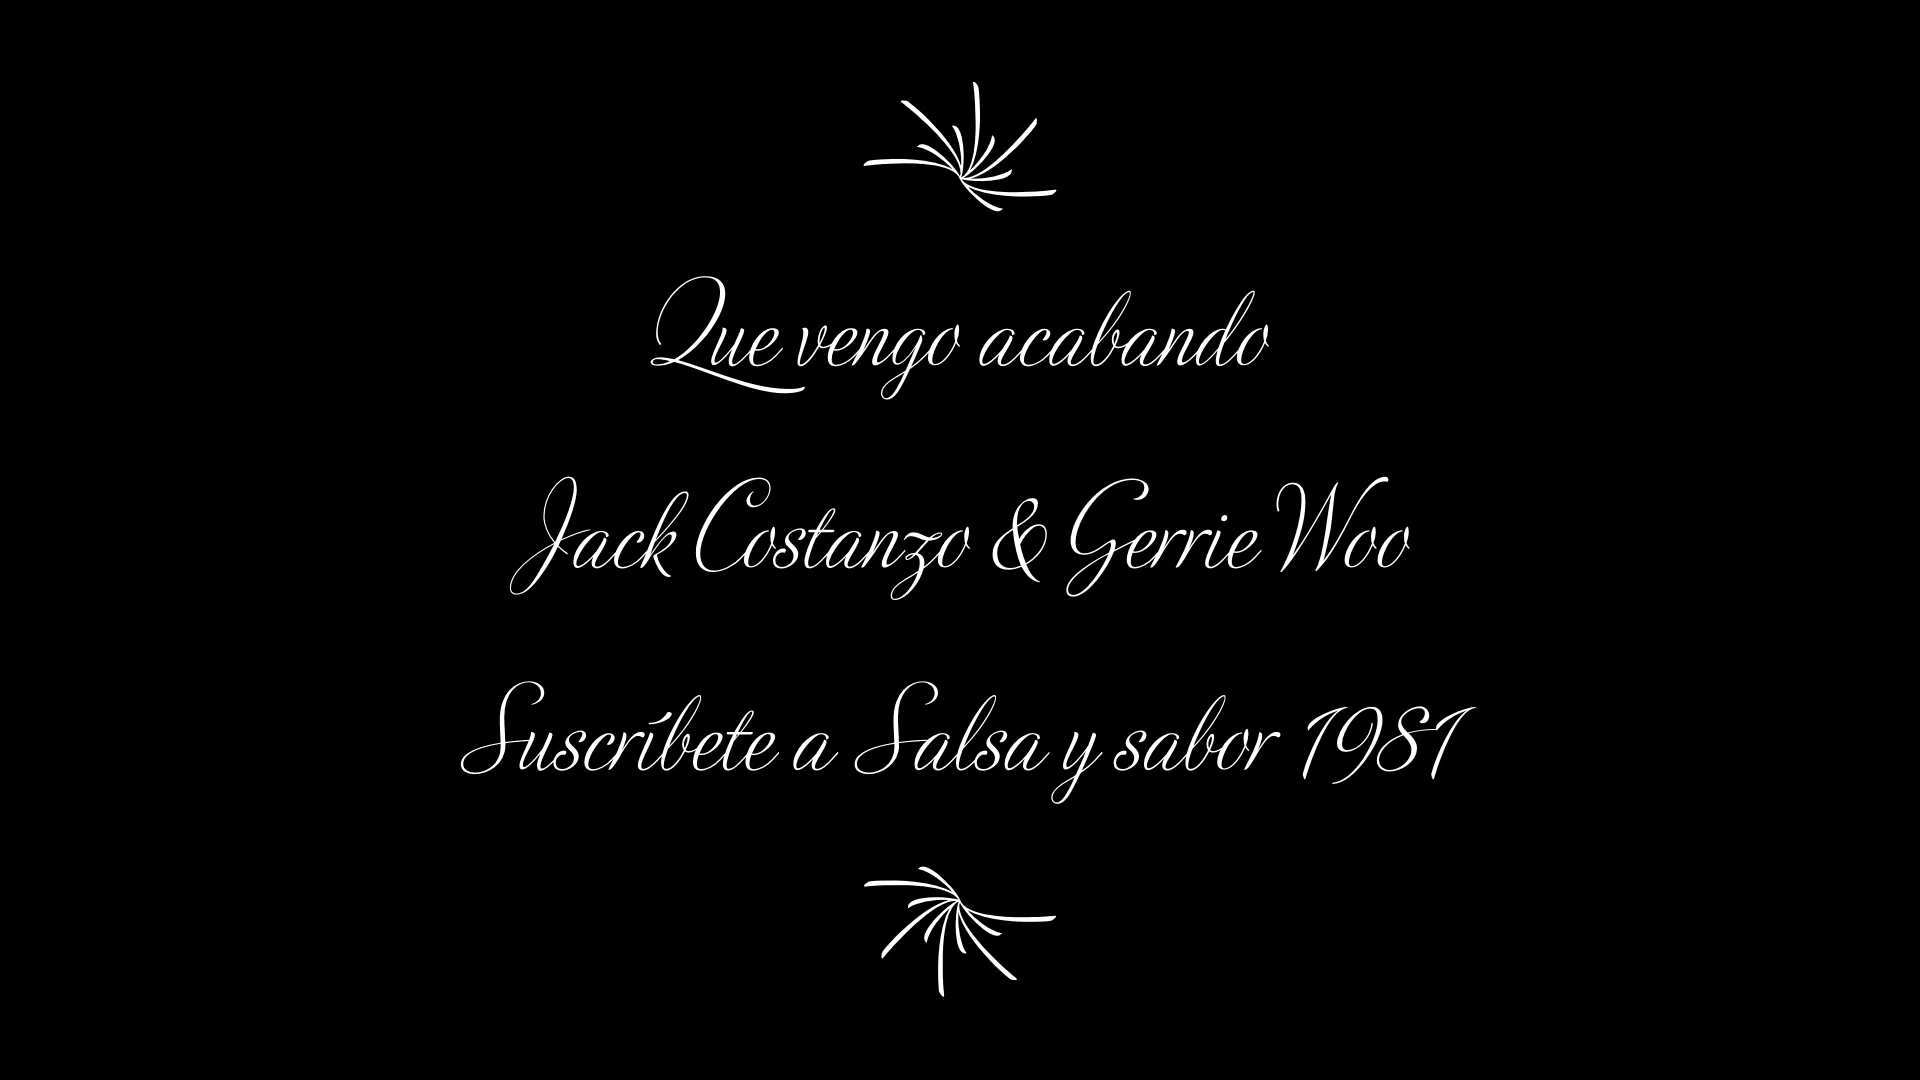 Que vengo acabando
Jack Costanzo & Gerrie Woo
Suscríbete a Salsa y sabor 1981